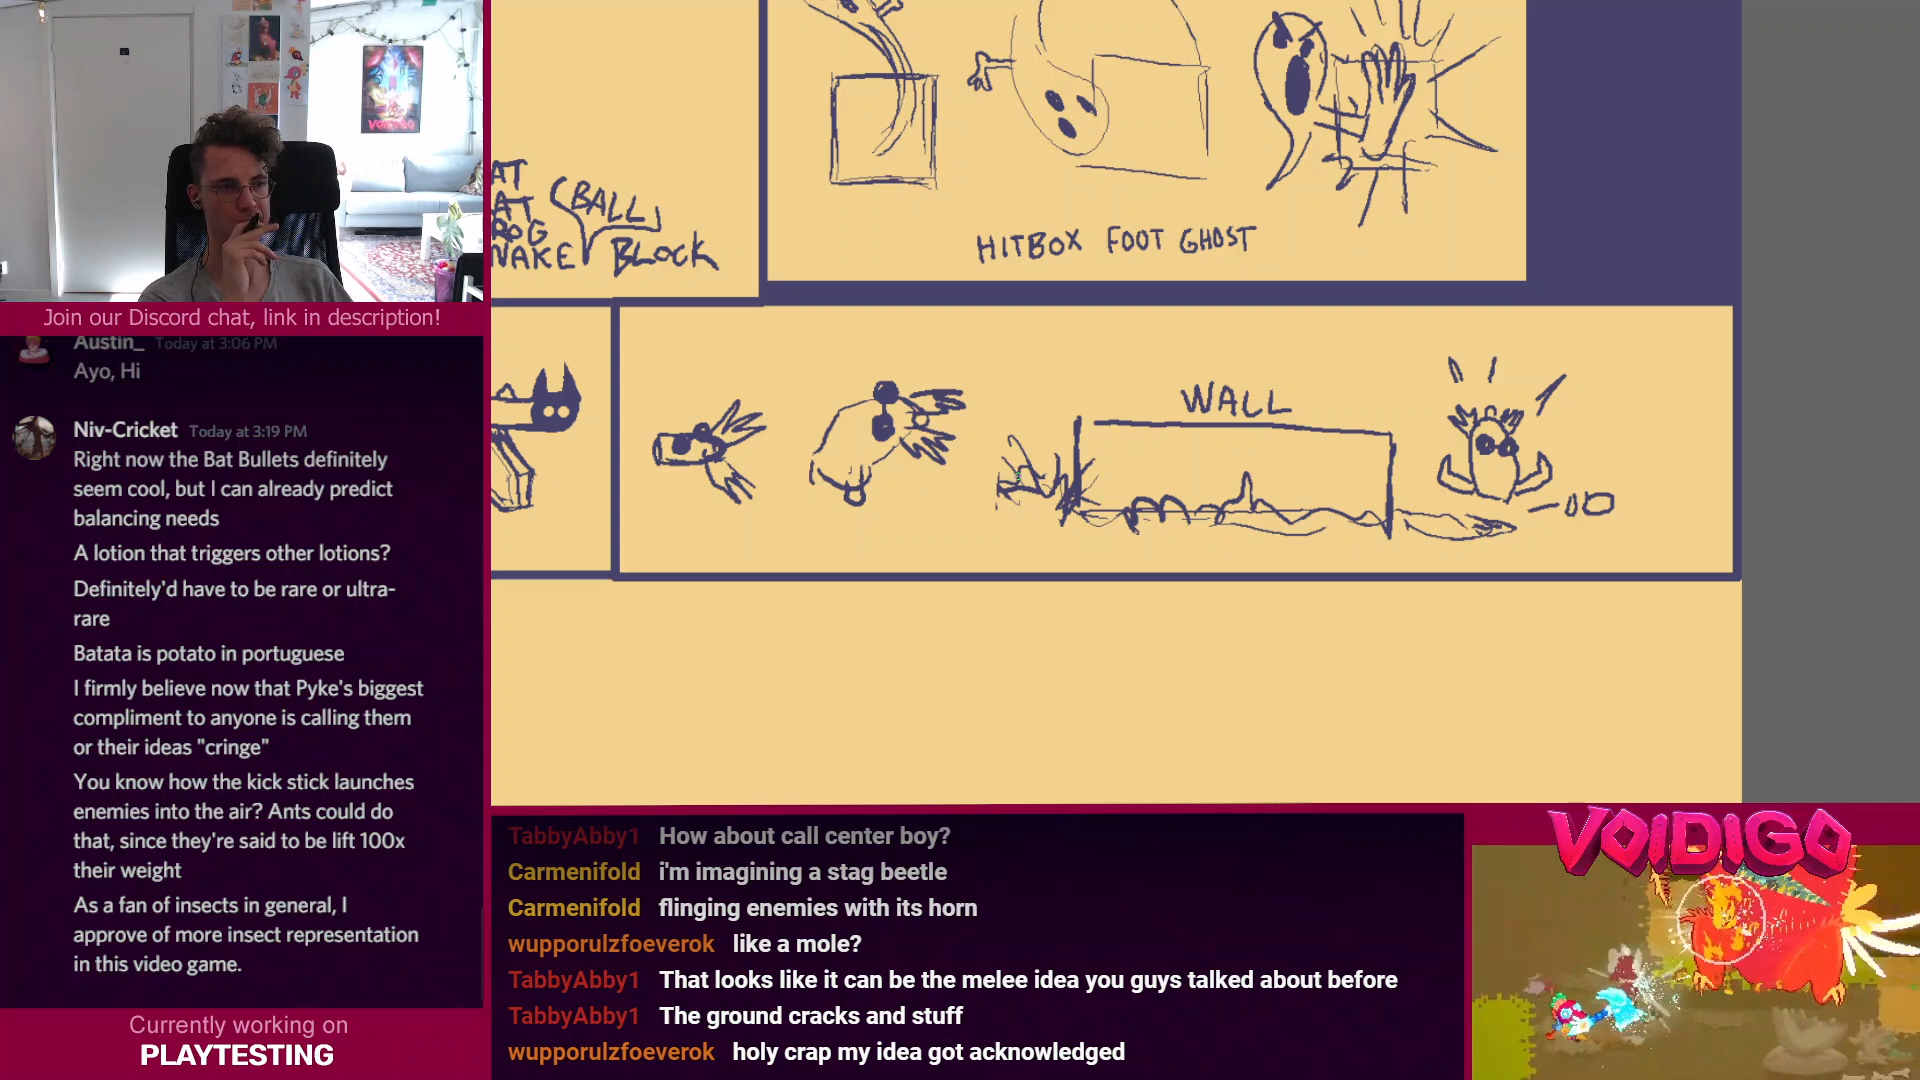 VOIDIGO
Join our Discord chat, link in description!
Austin_ Today at 3:06 PM
Ayo, Hi
Niv-Cricket Today at 3:19 PM
Right now the Bat Bullets definitely
seem cool, but I can already predict
balancing needs
A lotion that triggers other lotions?
Definitely'd have to be rare or ultra-
rare
Batata is potato in portuguese
I firmly believe now that Pyke's biggest
compliment to anyone is calling them
or their ideas "cringe"
You know how the kick stick launches
enemies into the air? Ants could do
that, since they're said to be lift 100x
their weight
As a fan of insects in general, I
approve of more insect representation
in this video game.
Currently working on
PLAYTESTING
AT
AT
ROG
NAKE
BALL
BLOCK
HITBOX FOOT GHOST
WALL
TabbyAbby1 How about call center boy?
Carmenifold i'm imagining a stag beetle
Carmenifold flinging enemies with its horn
wupporulzfoeverok like a mole?
TabbyAbby1 That looks like it can be the melee idea you guys talked about before
TabbyAbby1 The ground cracks and stuff
wupporulzfoeverok holy crap my idea got acknowledged
VOIDIGO